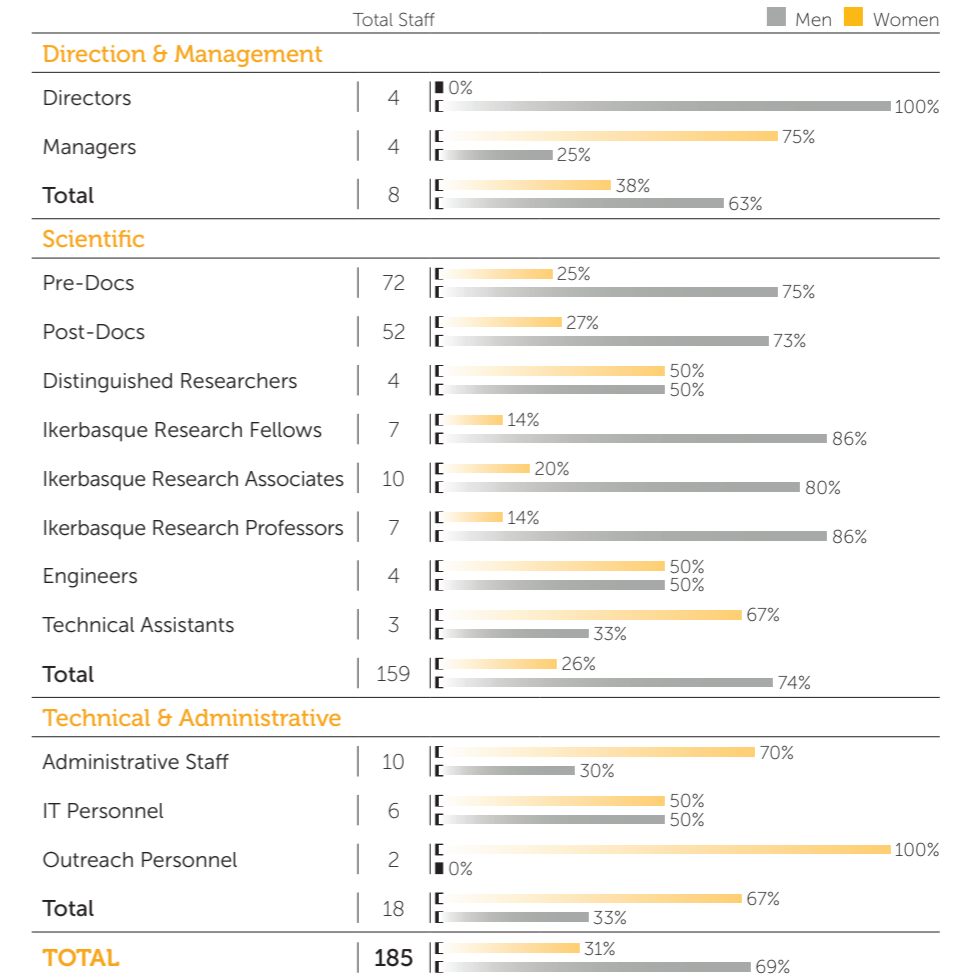 Total Staff Men Women
Direction & Management
Directors 4 0%
100%
Managers 4 75%
25%
Total 8 38%
63%
Scientific
Pre-Docs 72 25%
75%
Post-Docs 52 27%
73%
Distinguished Researchers 4 50%
50%
Ikerbasque Research Fellows 7 14%
86%
Ikerbasque Research Associates 10 20%
80%
Ikerbasque Research Professors 7 14%
86%
Engineers 4 50%
50%
Technical Assistants 3 67%
33%
Total 159 26%
74%
Technical & Administrative
Administrative Staff 10 70%
30%
IT Personnel 6 50%
50%
Outreach Personnel 2 100%
0%
Total 18 67%
33%
TOTAL 185 31%
69%